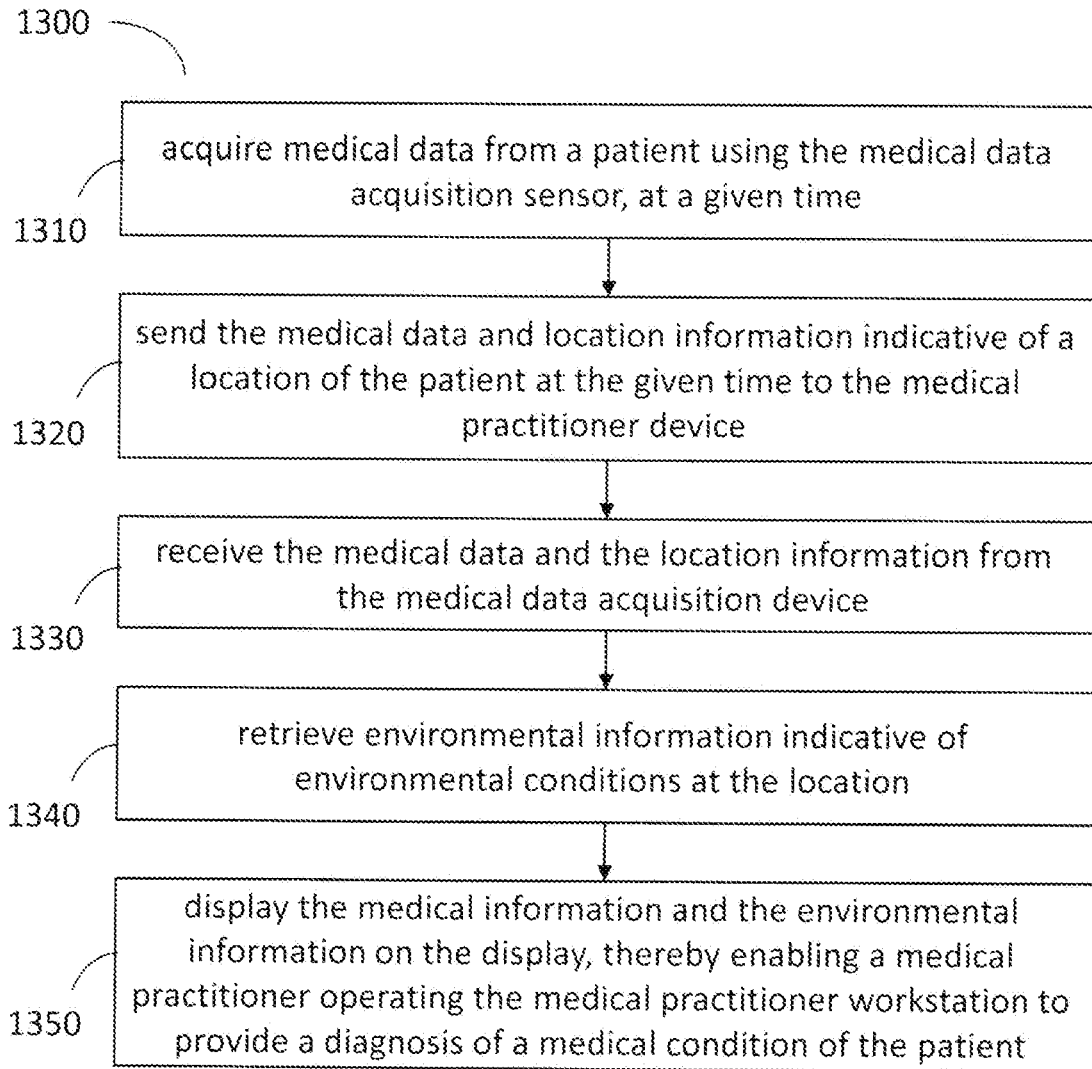 1300
acquire medical data from a patient using the medical data
acquisition sensor, at a given time
1310
send the medical data and location information indicative of a
location of the patient at the given time to the medical
practitioner device
1320
receive the medical data and the location information from
the medical data acquisition device
1330
retrieve environmental information indicative of
environmental conditions at the location
1340
display the medical information and the environmental
information on the display, thereby enabling a medical
practitioner operating the medical practitioner workstation to
provide a diagnosis of a medical condition of the patient
1350